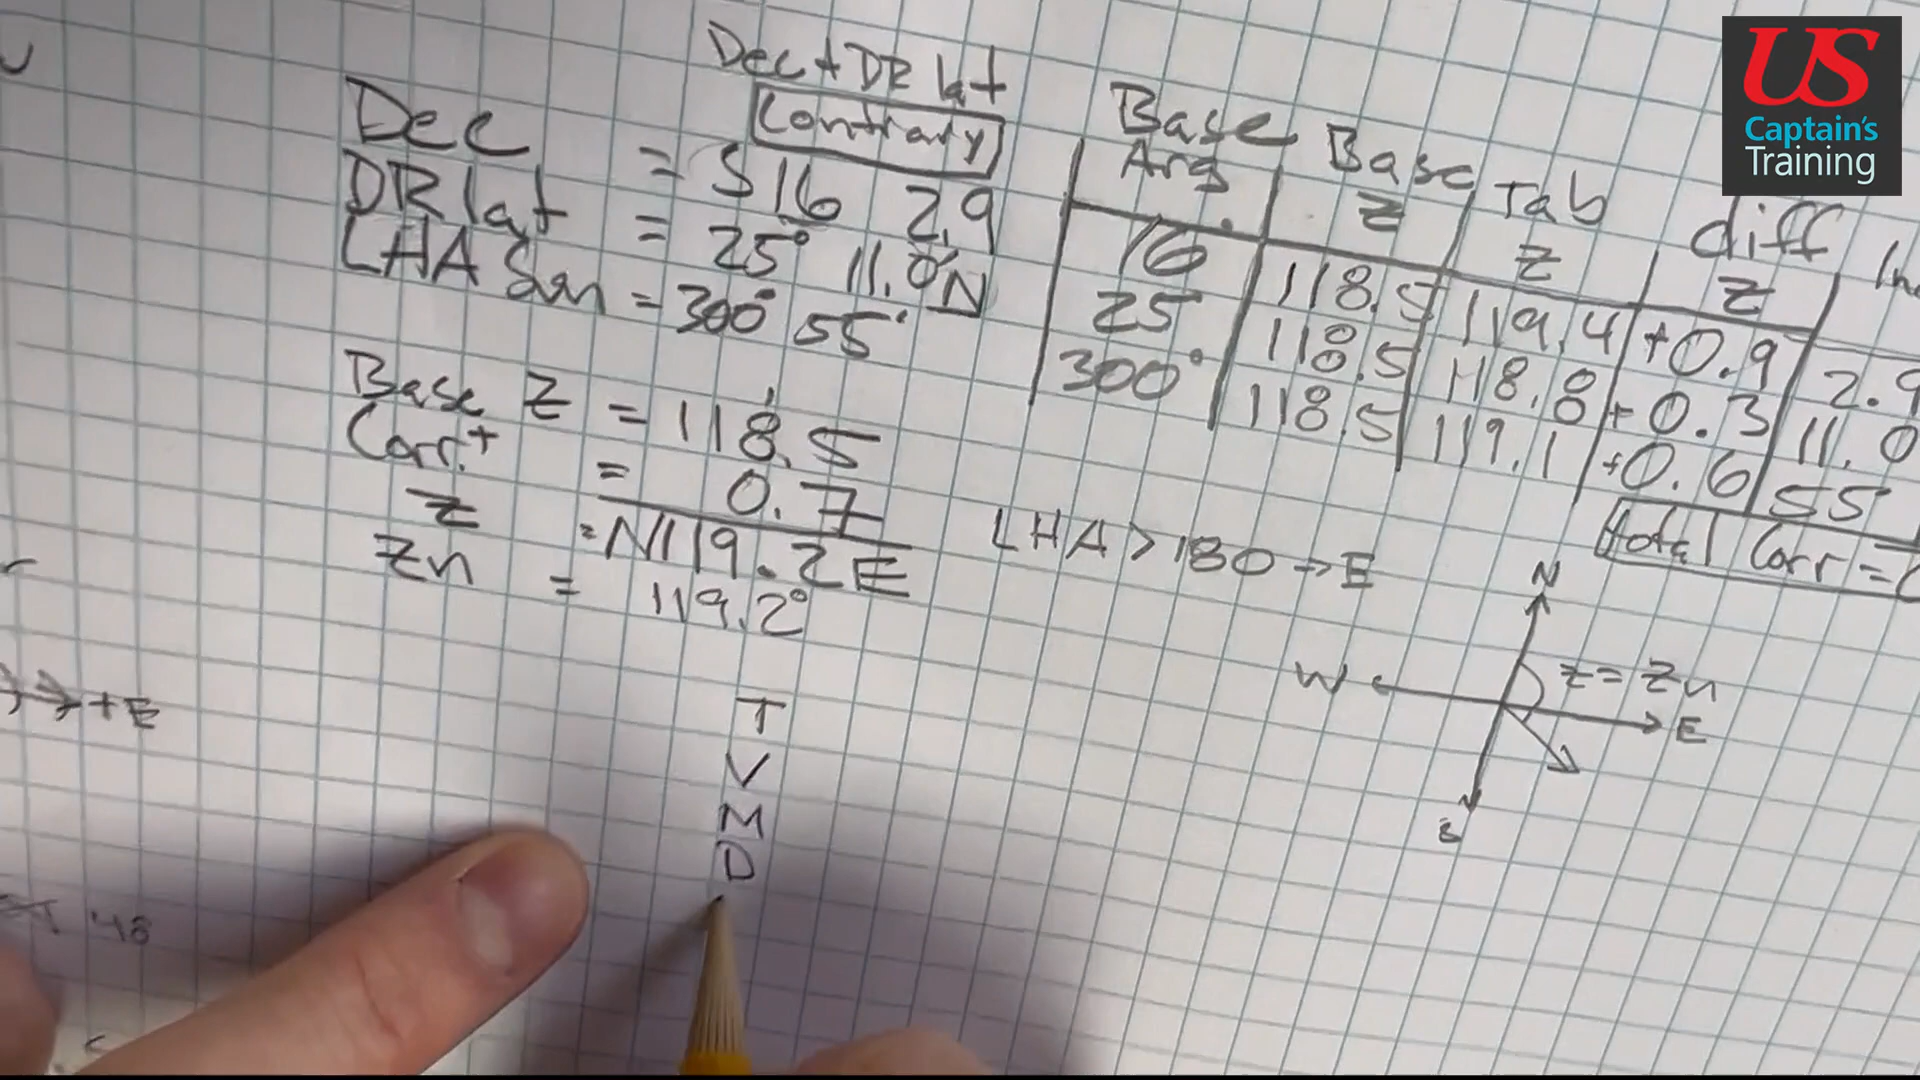 US
Captain's
Training
Dec + DR lat
Contrary
Dec = S 16 2.9
DR lat = 25° 11.0'N
LHA Sun = 300° 55'
Base Z = 118.5
Corr.+ = 0.7
Z = N119.2E
Zn = 119.2°
LHA > 180 → E
Base Arg Base Z Tab Z diff Z
16 118.5 119.4 +0.9 2.9
25 118.5 118.8 +0.3 11.0
300° 118.5 119.1 +0.6 55'
total Corr =
N
W
E
S
Z = Zn
T
V
M
D
+E